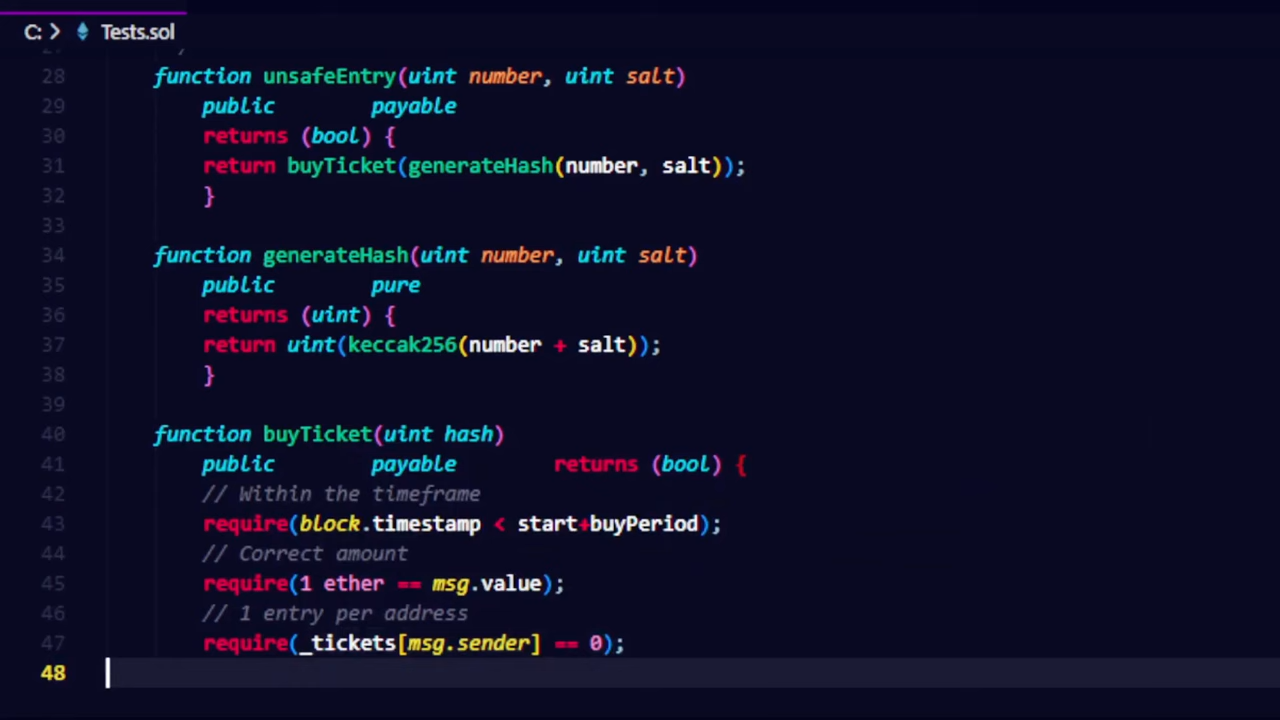 C: > Tests.sol
28 function unsafeEntry(uint number, uint salt)
29 public payable
30 returns (bool) {
31 return buyTicket(generateHash(number, salt));
32 }
33
34 function generateHash(uint number, uint salt)
35 public pure
36 returns (uint) {
37 return uint(keccak256(number + salt));
38 }
39
40 function buyTicket(uint hash)
41 public payable returns (bool) {
42 // Within the timeframe
43 require(block.timestamp < start+buyPeriod);
44 // Correct amount
45 require(1 ether == msg.value);
46 // 1 entry per address
47 require(_tickets[msg.sender] == 0);
48